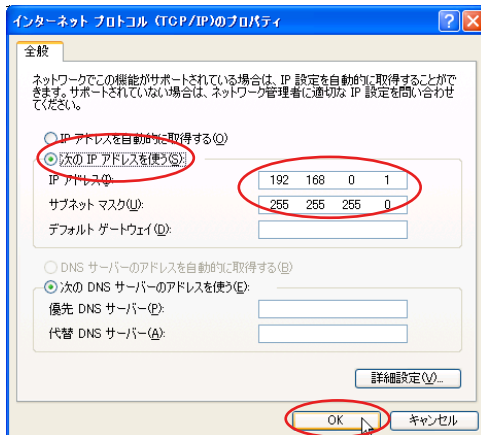 インターネット プロトコル (TCP/IP)のプロパティ
全般
ネットワークでこの機能がサポートされている場合は、IP 設定を自動的に取得することがで
きます。サポートされていない場合は、ネットワーク管理者に適切な IP 設定を問い合わせ
てください。
IP アドレスを自動的に取得する(O)
次の IP アドレスを使う(S):
IP アドレス(I): 192 168 0 1
サブネット マスク(U): 255 255 255 0
デフォルト ゲートウェイ(D):
DNS サーバーのアドレスを自動的に取得する(B)
次の DNS サーバーのアドレスを使う(E):
優先 DNS サーバー(P):
代替 DNS サーバー(A):
詳細設定(V)...
OK キャンセル